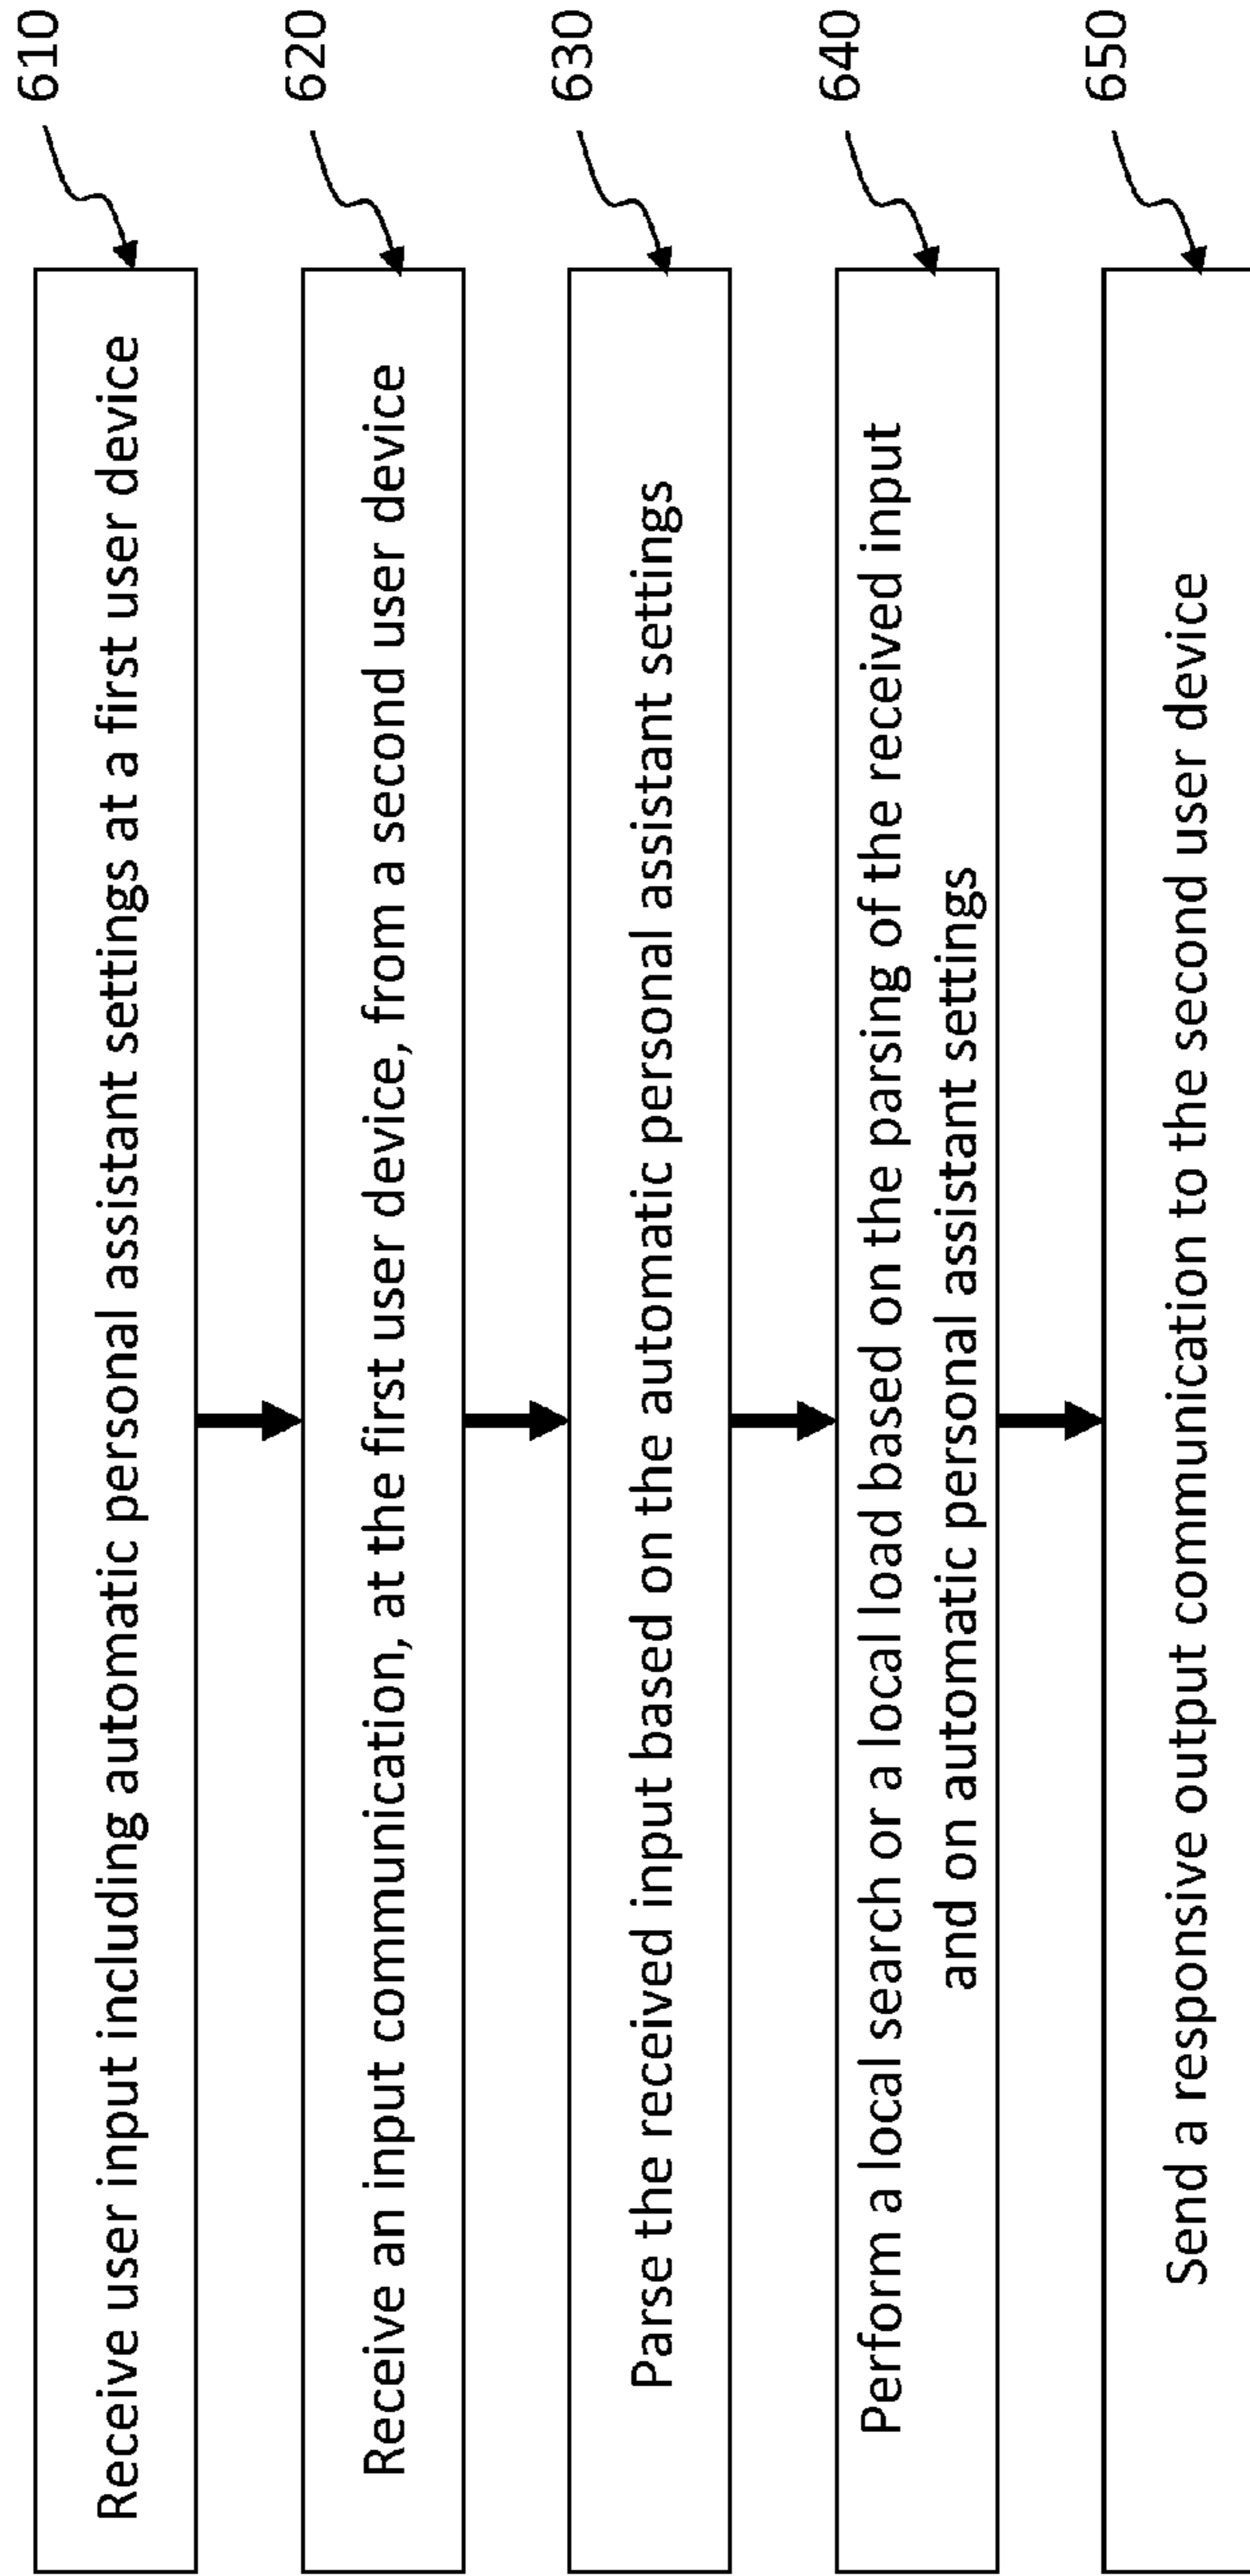 Receive user input including automatic personal assistant settings at a first user device
610
Receive an input communication, at the first user device, from a second user device
620
Parse the received input based on the automatic personal assistant settings
630
Perform a local search or a local load based on the parsing of the received input
and on automatic personal assistant settings
640
Send a responsive output communication to the second user device
650